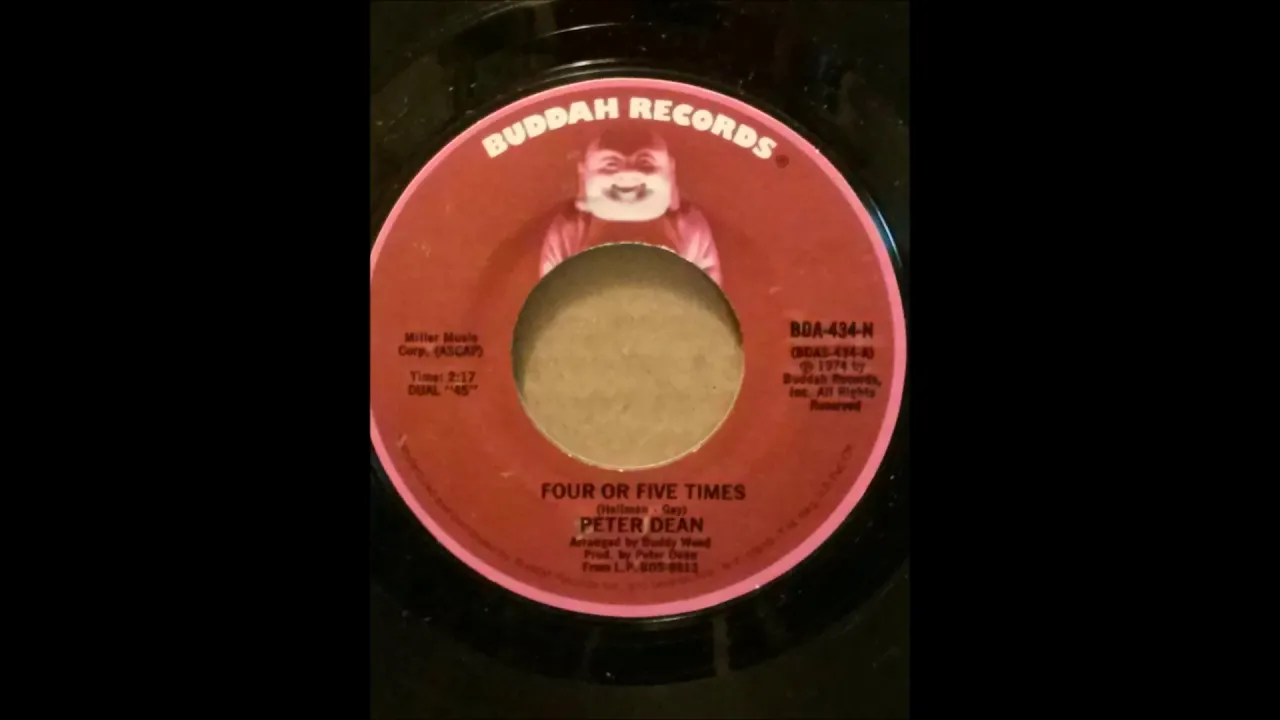 BUDDAH RECORDS®
Miller Music
Corp. (ASCAP)
Time: 2:17
DUAL "45"
BDA-434-N
(BDAS-434-A)
℗ 1974 by
Buddah Records,
Inc. All Rights
Reserved
FOUR OR FIVE TIMES
(Hellman - Gay)
PETER DEAN
Arranged by Buddy Weed
Prod. by Peter Dean
From L.P. BDS-5613